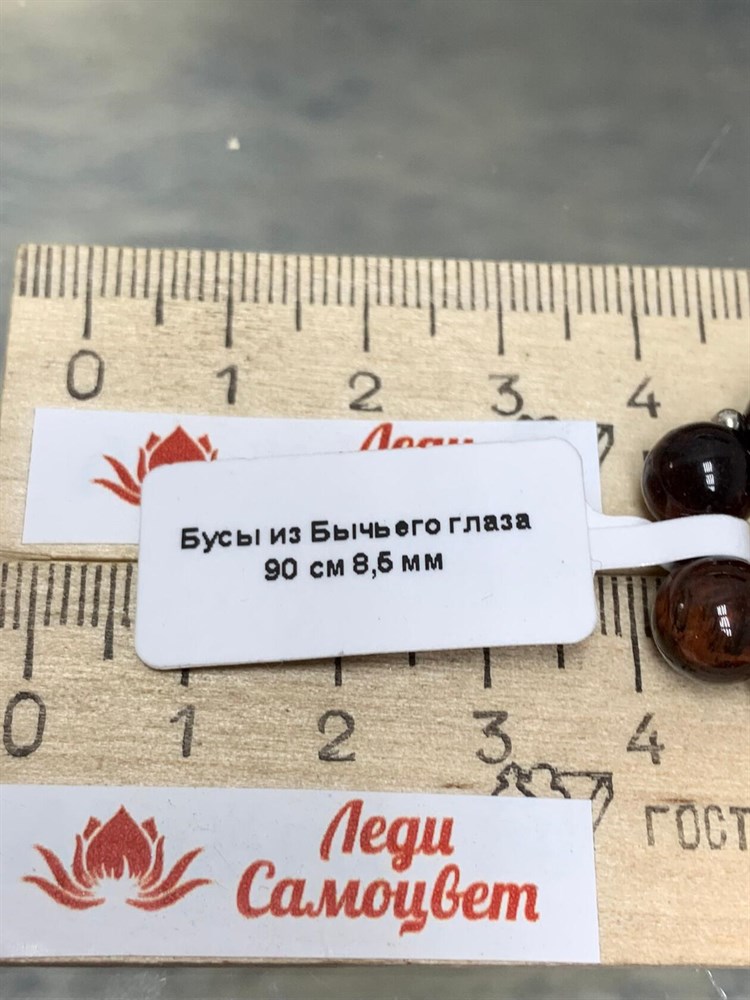 0 1 2 3 4
Леди
Бусы из Бычьего глаза
90 см 8,5 мм
0 1 2 3 4
ГОСТ
Леди
Самоцвет